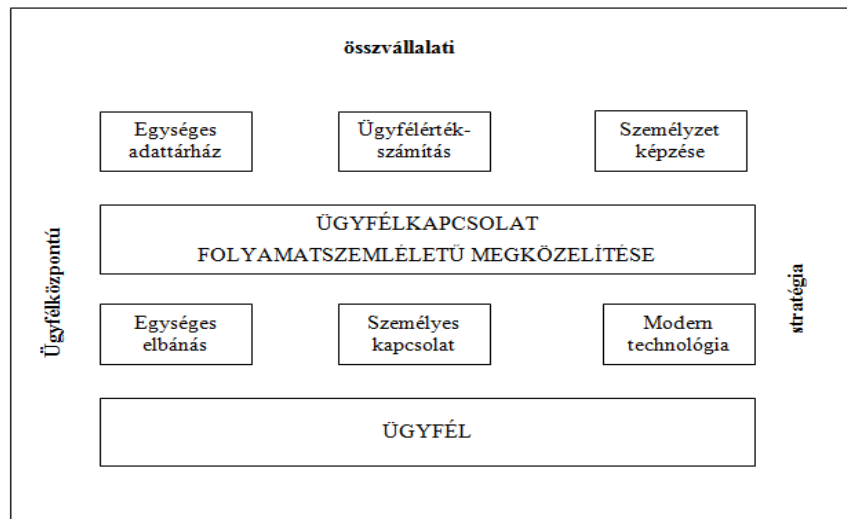 összvállalati
Egységes
adattárház
Ügyfélérték-
számítás
Személyzet
képzése
ÜGYFÉLKAPCSOLAT
FOLYAMATSZEMLÉLETŰ MEGKÖZELÍTÉSE
Ügyfélközpontú
stratégia
Egységes
elbánás
Személyes
kapcsolat
Modern
technológia
ÜGYFÉL